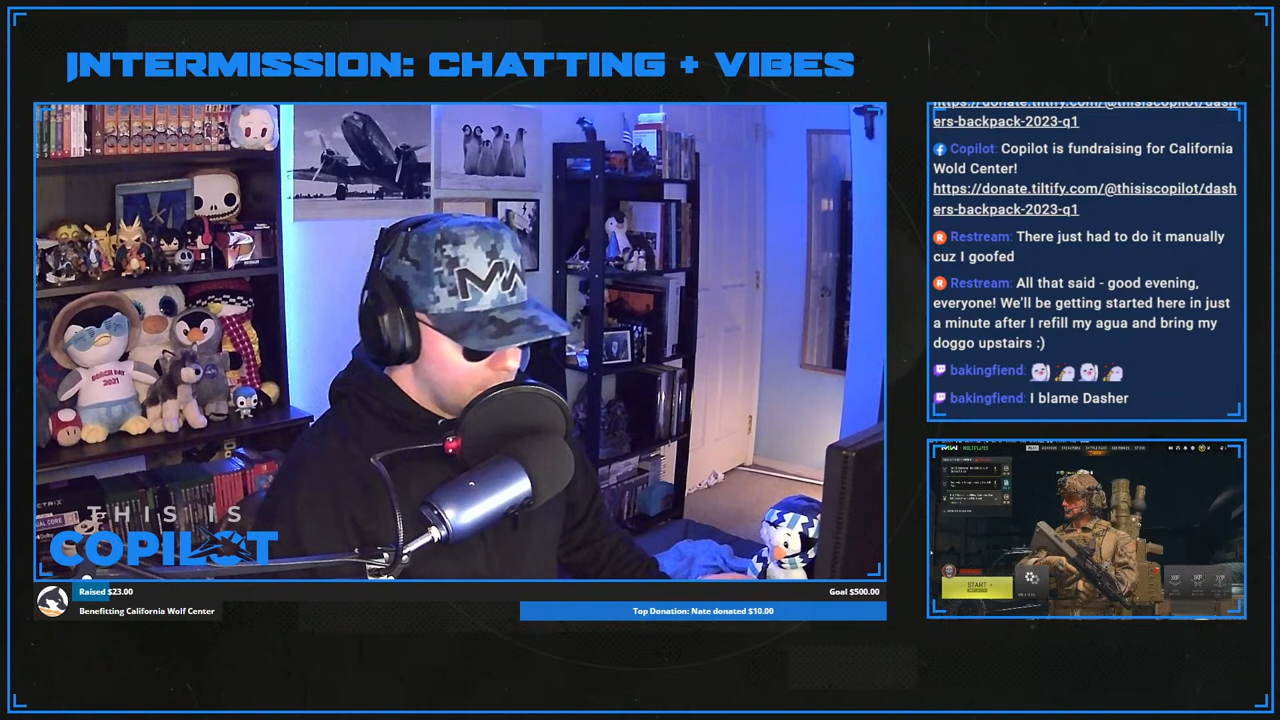 INTERMISSION: CHATTING + VIBES
https://donate.tiltify.com/@thisiscopilot/dash
ers-backpack-2023-q1
Copilot: Copilot is fundraising for California
Wold Center!
https://donate.tiltify.com/@thisiscopilot/dash
ers-backpack-2023-q1
Restream: There just had to do it manually
cuz I goofed
Restream: All that said - good evening,
everyone! We'll be getting started here in just
a minute after I refill my agua and bring my
doggo upstairs :)
bakingfiend:
bakingfiend: I blame Dasher
BEACH DAY
2021
THIS IS
COPILOT
Raised $23.00
Goal $500.00
Benefitting California Wolf Center
Top Donation: Nate donated $10.00
START